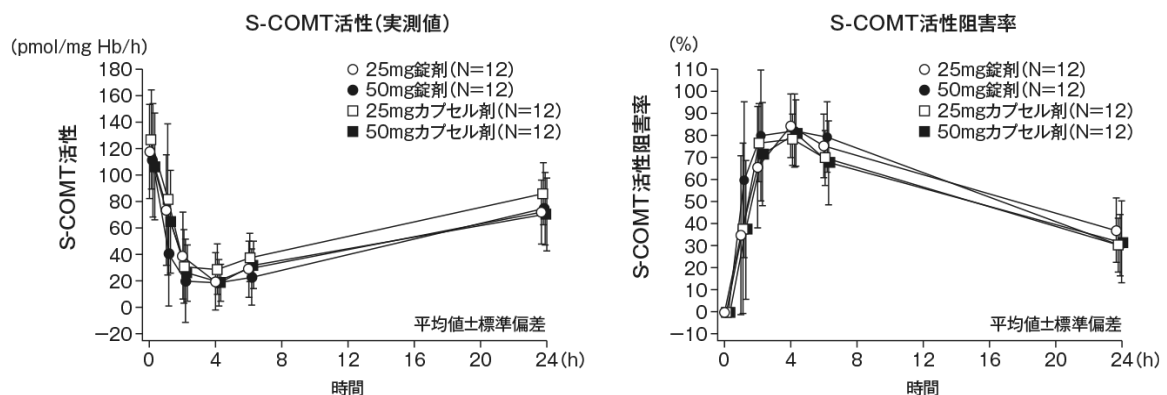 S-COMT活性(実測値)
(pmol/mg Hb/h)
180
160
140
120
100
80
60
40
20
0
−20
S-COMT活性
○25mg錠剤(N=12)
●50mg錠剤(N=12)
□25mgカプセル剤(N=12)
■50mgカプセル剤(N=12)
平均値±標準偏差
0 4 8 12 16 20 24(h)
時間
S-COMT活性阻害率
(%)
110
100
90
80
70
60
50
40
30
20
10
0
−10
S-COMT活性阻害率
○25mg錠剤(N=12)
●50mg錠剤(N=12)
□25mgカプセル剤(N=12)
■50mgカプセル剤(N=12)
平均値±標準偏差
0 4 8 12 16 20 24(h)
時間